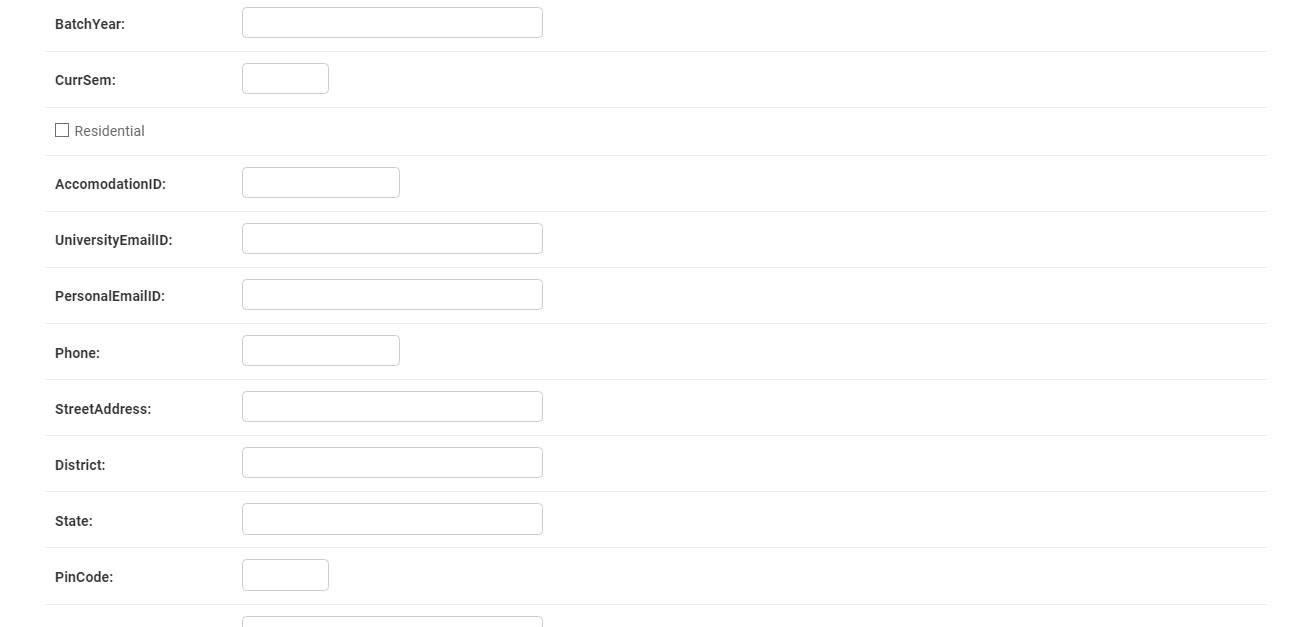 BatchYear:
CurrSem:
Residential
AccomodationID:
UniversityEmailID:
PersonalEmailID:
Phone:
StreetAddress:
District:
State:
PinCode: